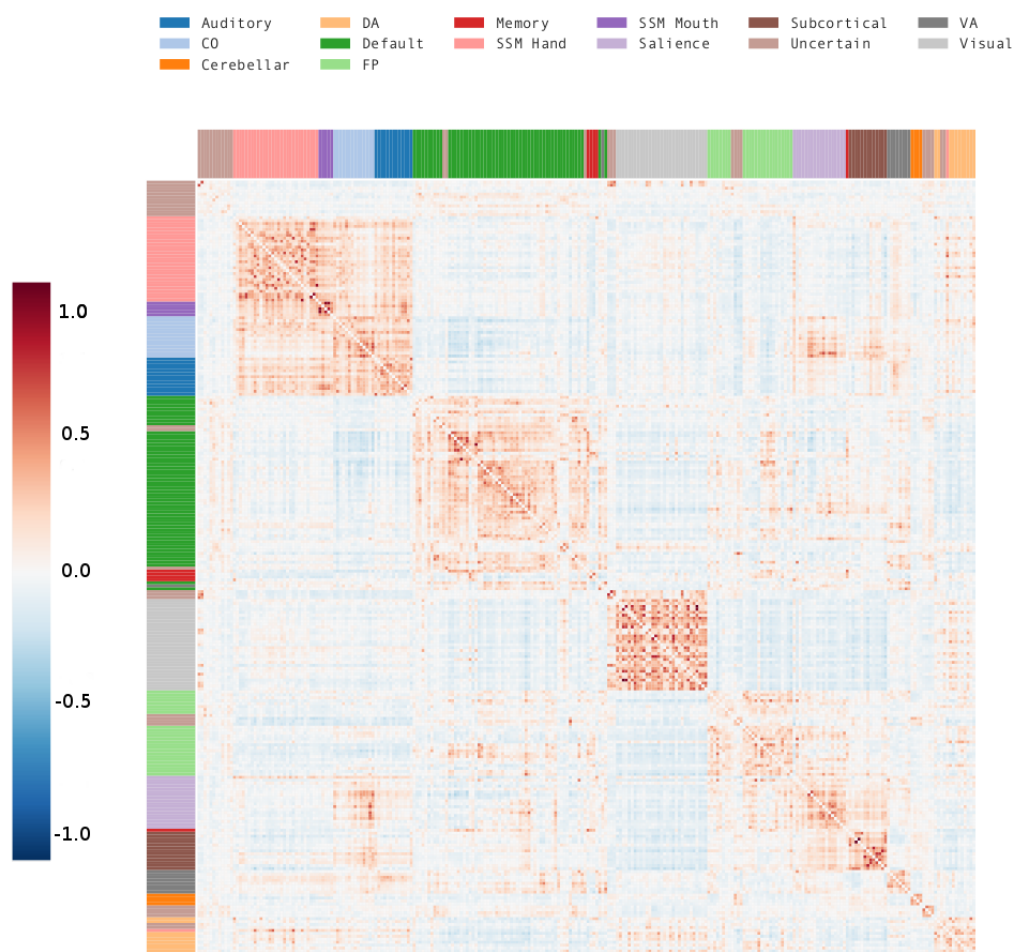 Auditory DA Memory SSM Mouth Subcortical VA
CO Default SSM Hand Salience Uncertain Visual
Cerebellar FP
1.0
0.5
0.0
-0.5
-1.0